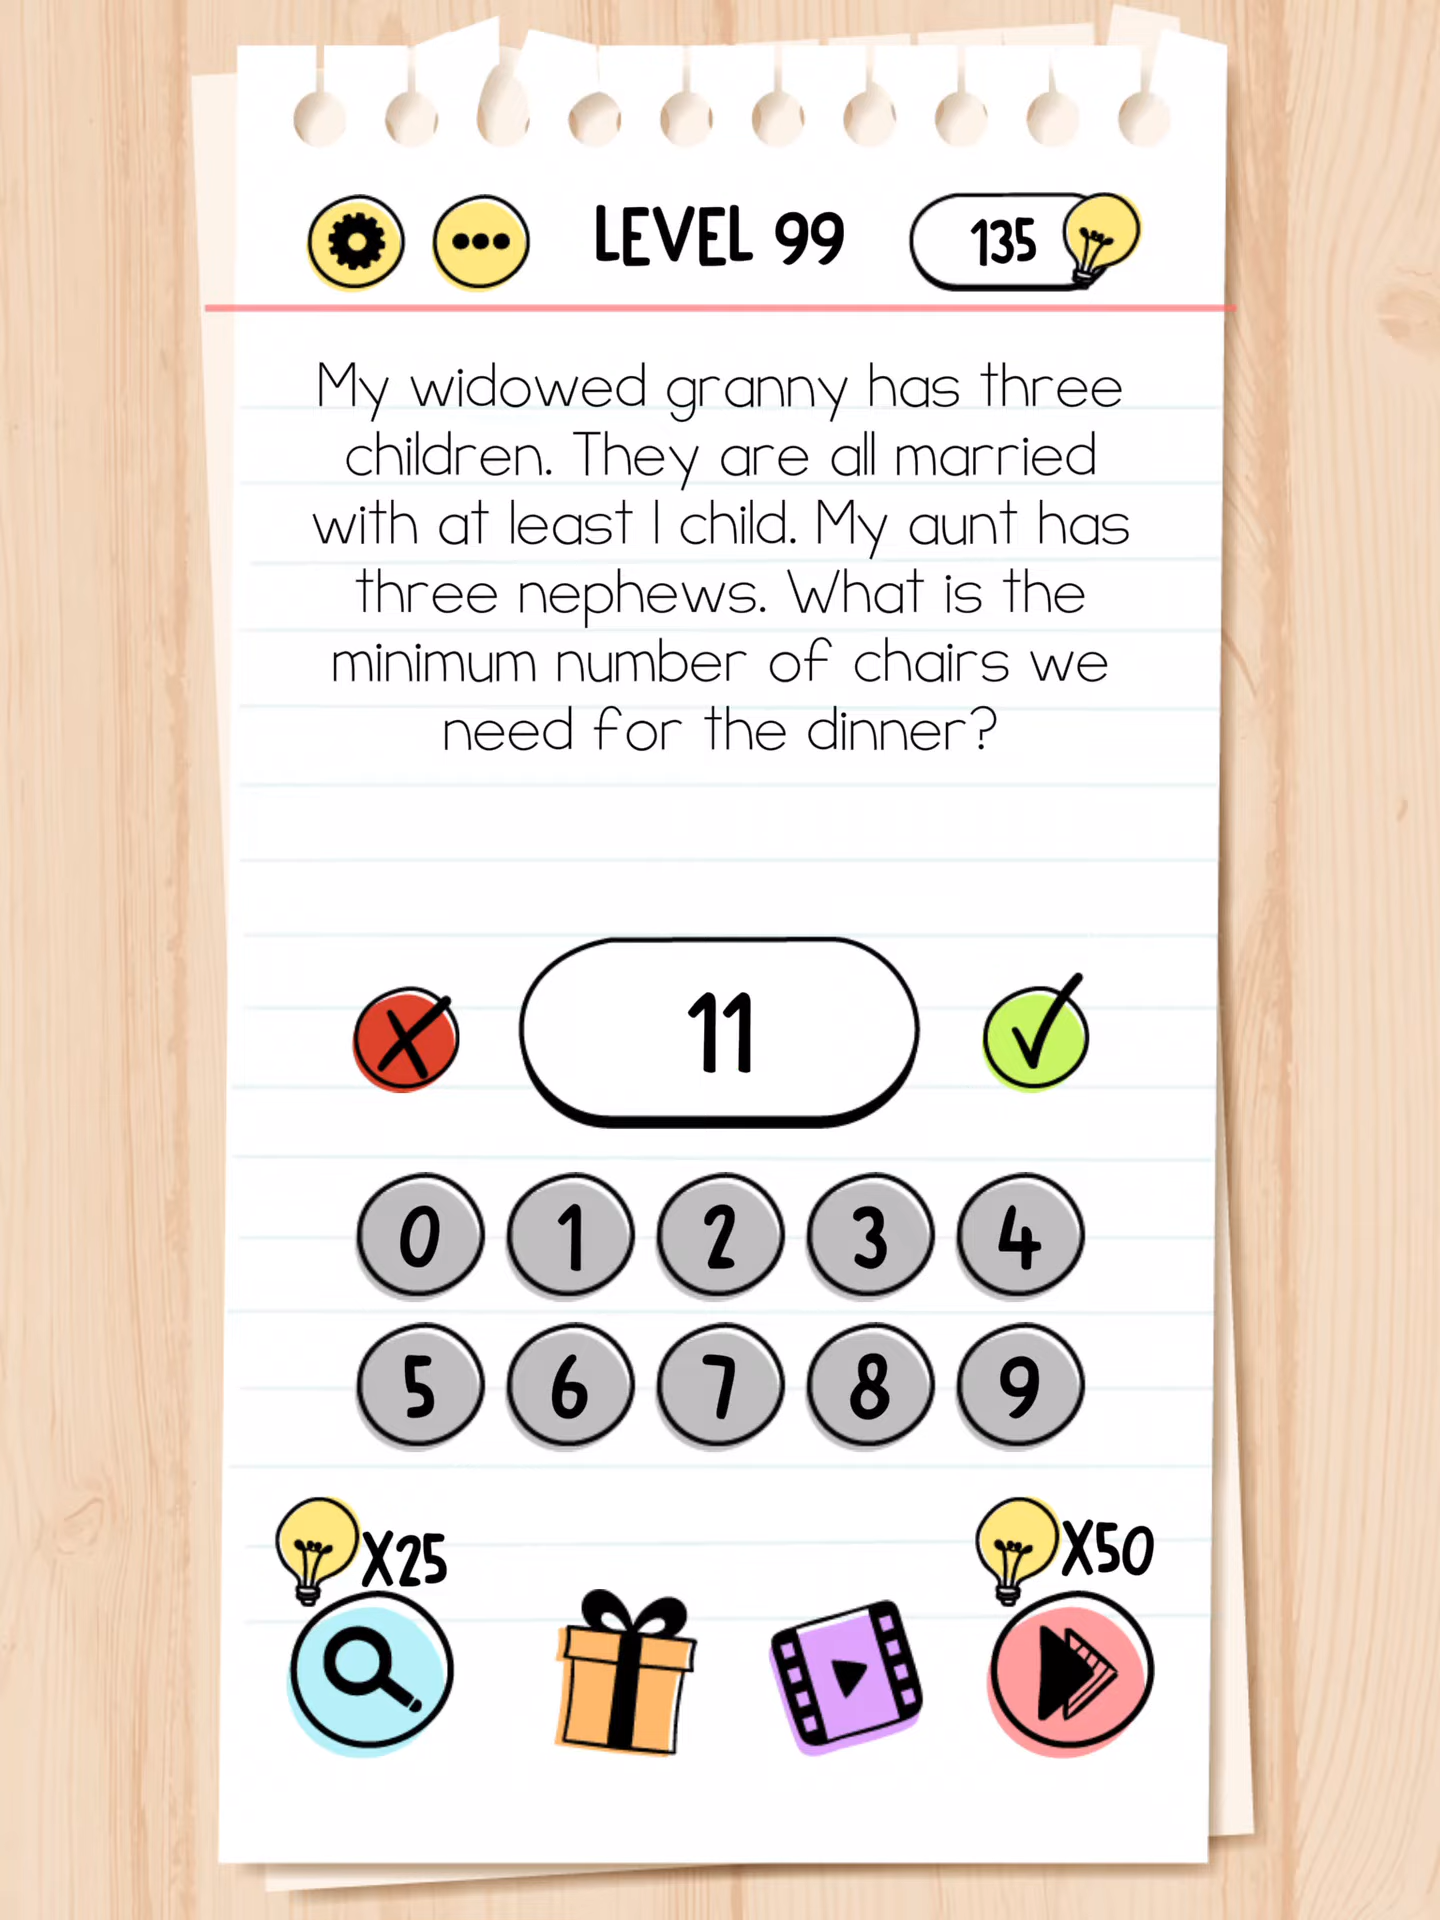 LEVEL 99
135
My widowed granny has three
children. They are all married
with at least 1 child. My aunt has
three nephews. What is the
minimum number of chairs we
need for the dinner?
11
0 1 2 3 4
5 6 7 8 9
X25
X50